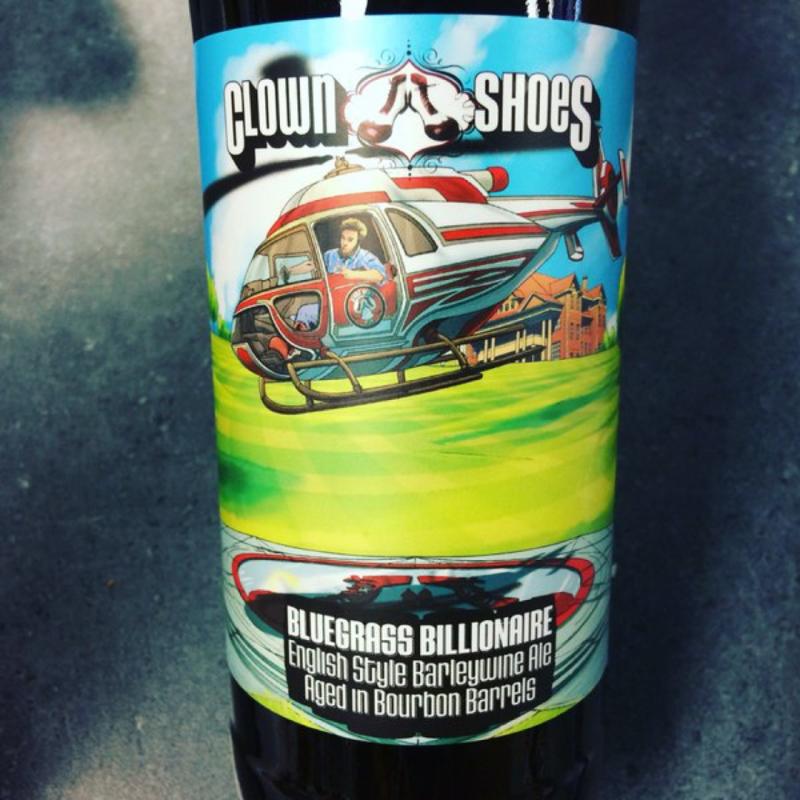 CLOWN SHOES
BLUEGRASS BILLIONAIRE
English Style Barleywine Ale
Aged in Bourbon Barrels